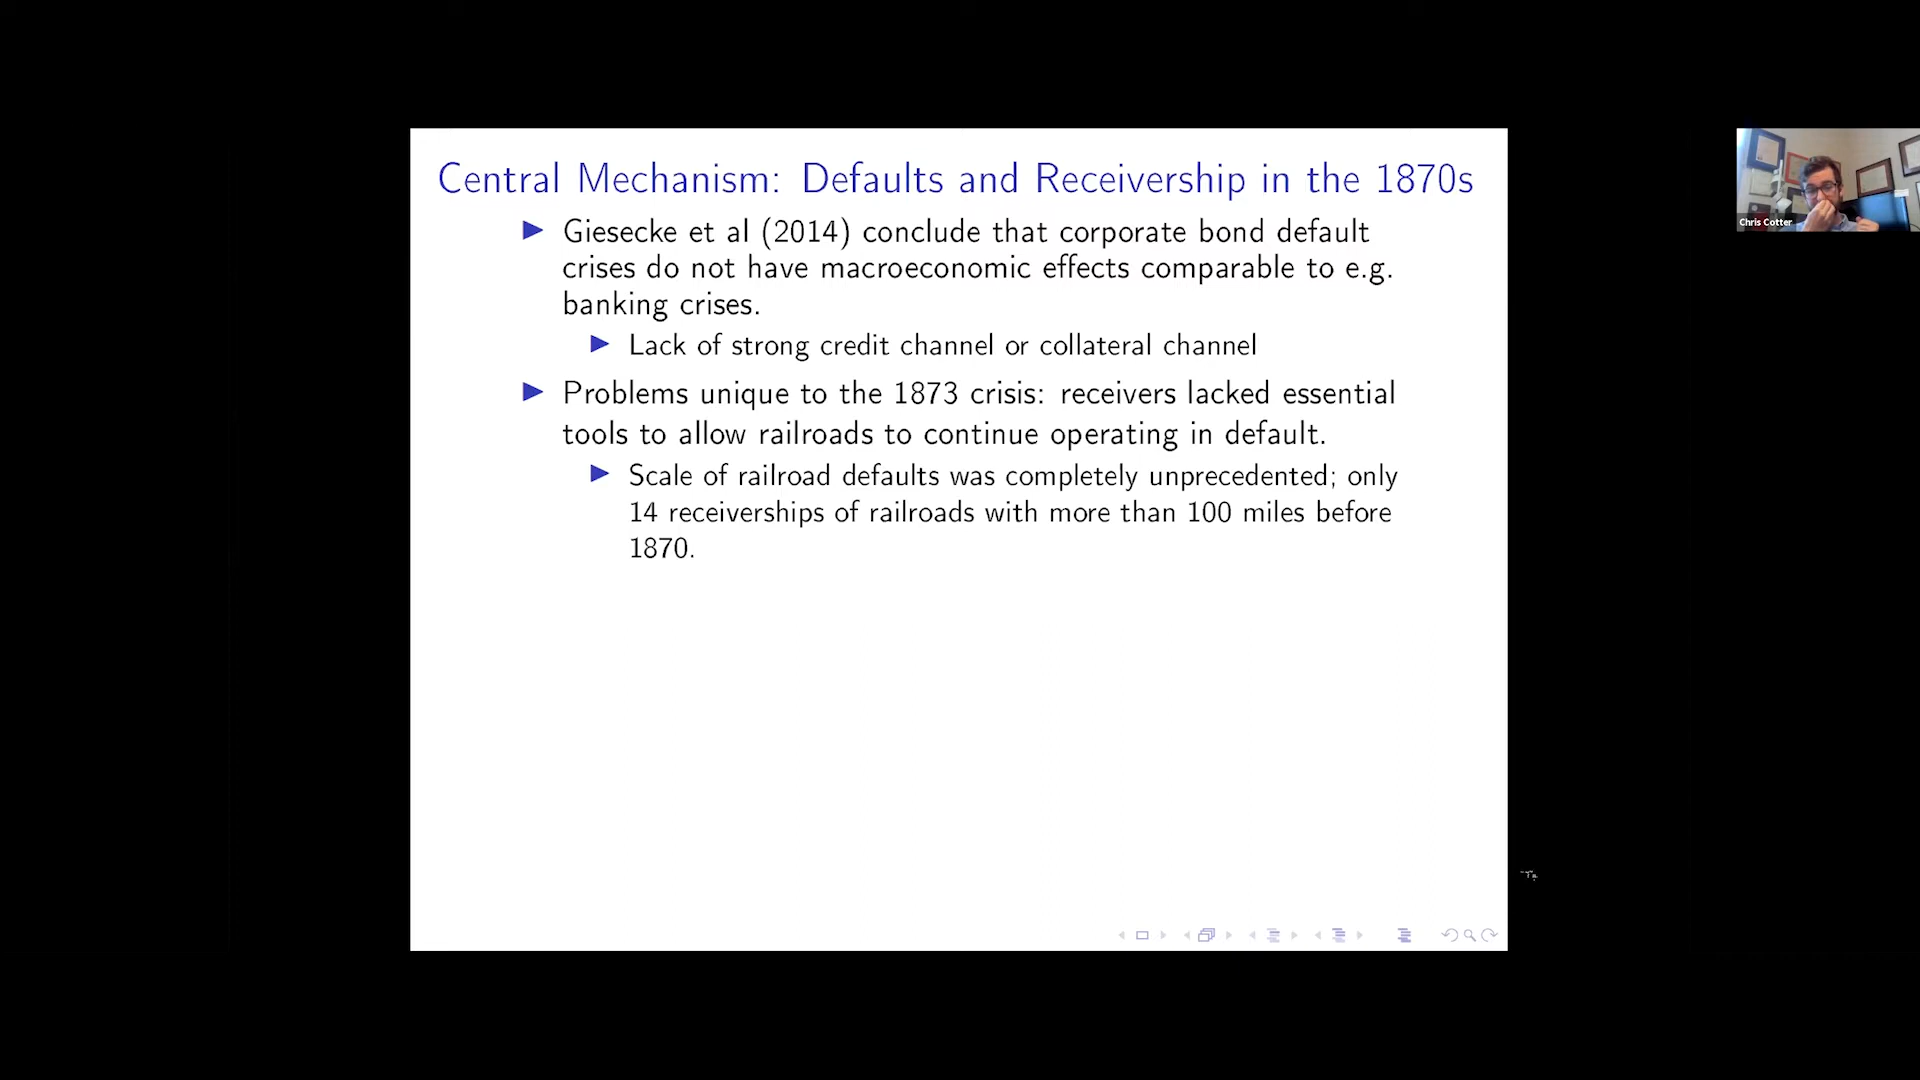 Central Mechanism: Defaults and Receivership in the 1870s
Giesecke et al (2014) conclude that corporate bond default
crises do not have macroeconomic effects comparable to e.g.
banking crises.
Lack of strong credit channel or collateral channel
Problems unique to the 1873 crisis: receivers lacked essential
tools to allow railroads to continue operating in default.
Scale of railroad defaults was completely unprecedented; only
14 receiverships of railroads with more than 100 miles before
1870.
Chris Cotter